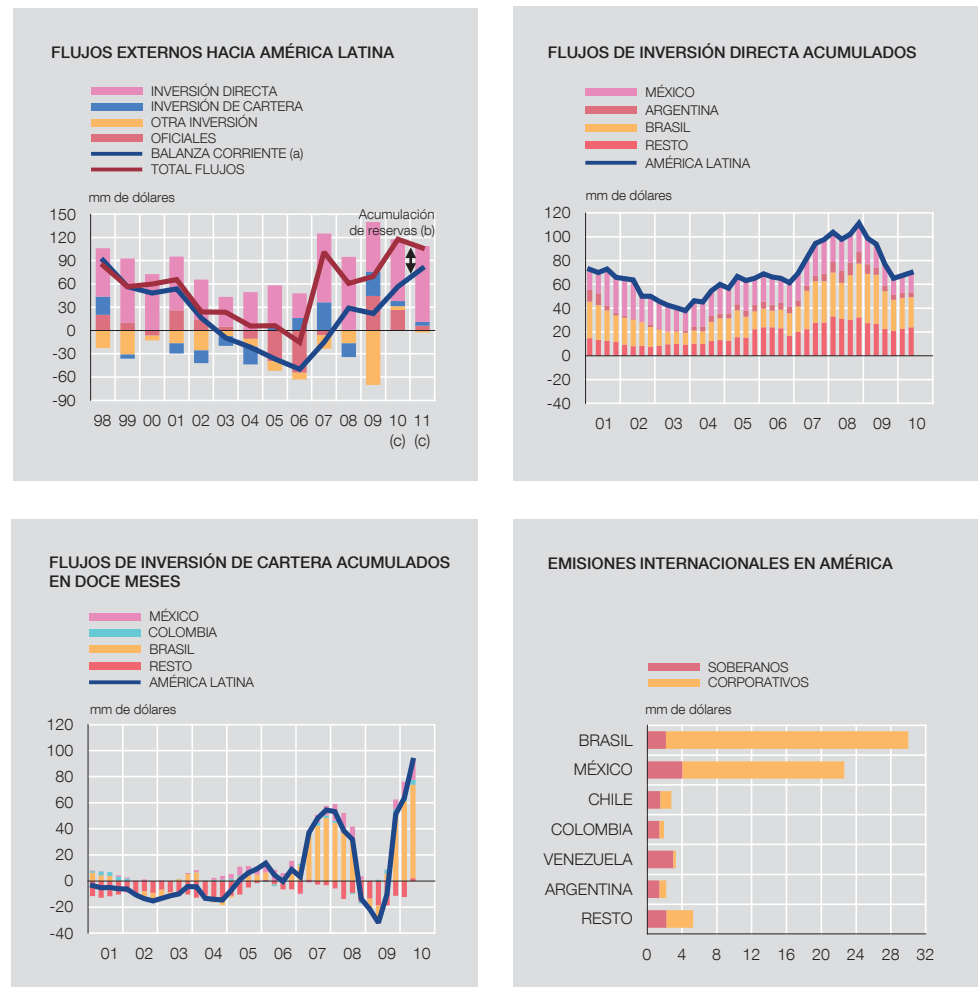 FLUJOS EXTERNOS HACIA AMÉRICA LATINA
INVERSIÓN DIRECTA
INVERSIÓN DE CARTERA
OTRA INVERSIÓN
OFICIALES
BALANZA CORRIENTE (a)
TOTAL FLUJOS
mm de dólares
Acumulación
de reservas (b)
150
120
90
60
30
0
-30
-60
-90
98 99 00 01 02 03 04 05 06 07 08 09 10 11
(c) (c)
FLUJOS DE INVERSIÓN DIRECTA ACUMULADOS
MÉXICO
ARGENTINA
BRASIL
RESTO
AMÉRICA LATINA
mm de dólares
120
100
80
60
40
20
0
-20
-40
01 02 03 04 05 06 07 08 09 10
FLUJOS DE INVERSIÓN DE CARTERA ACUMULADOS
EN DOCE MESES
MÉXICO
COLOMBIA
BRASIL
RESTO
AMÉRICA LATINA
mm de dólares
120
100
80
60
40
20
0
-20
-40
01 02 03 04 05 06 07 08 09 10
EMISIONES INTERNACIONALES EN AMÉRICA
SOBERANOS
CORPORATIVOS
mm de dólares
BRASIL
MÉXICO
CHILE
COLOMBIA
VENEZUELA
ARGENTINA
RESTO
0 4 8 12 16 20 24 28 32